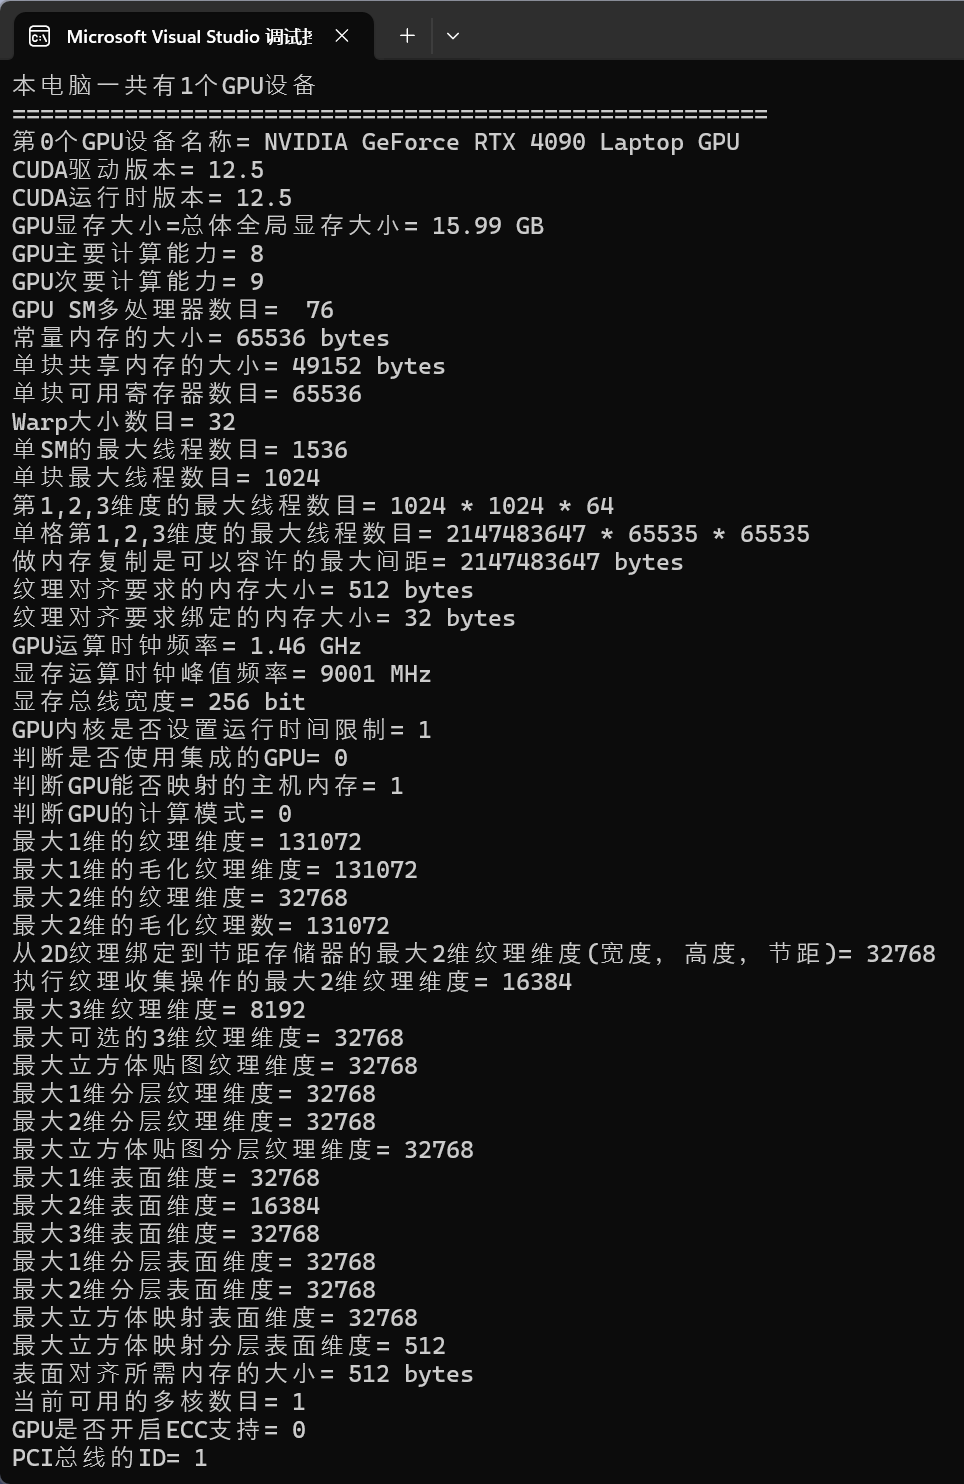 Microsoft Visual Studio 调试
本电脑一共有1个GPU设备
======================================================
第0个GPU设备名称= NVIDIA GeForce RTX 4090 Laptop GPU
CUDA驱动版本= 12.5
CUDA运行时版本= 12.5
GPU显存大小=总体全局显存大小= 15.99 GB
GPU主要计算能力= 8
GPU次要计算能力= 9
GPU SM多处理器数目=  76
常量内存的大小= 65536 bytes
单块共享内存的大小= 49152 bytes
单块可用寄存器数目= 65536
Warp大小数目= 32
单SM的最大线程数目= 1536
单块最大线程数目= 1024
第1,2,3维度的最大线程数目= 1024 * 1024 * 64
单格第1,2,3维度的最大线程数目= 2147483647 * 65535 * 65535
做内存复制是可以容许的最大间距= 2147483647 bytes
纹理对齐要求的内存大小= 512 bytes
纹理对齐要求绑定的内存大小= 32 bytes
GPU运算时钟频率= 1.46 GHz
显存运算时钟峰值频率= 9001 MHz
显存总线宽度= 256 bit
GPU内核是否设置运行时间限制= 1
判断是否使用集成的GPU= 0
判断GPU能否映射的主机内存= 1
判断GPU的计算模式= 0
最大1维的纹理维度= 131072
最大1维的毛化纹理维度= 131072
最大2维的纹理维度= 32768
最大2维的毛化纹理数= 131072
从2D纹理绑定到节距存储器的最大2维纹理维度(宽度, 高度, 节距)= 32768
执行纹理收集操作的最大2维纹理维度= 16384
最大3维纹理维度= 8192
最大可选的3维纹理维度= 32768
最大立方体贴图纹理维度= 32768
最大1维分层纹理维度= 32768
最大2维分层纹理维度= 32768
最大立方体贴图分层纹理维度= 32768
最大1维表面维度= 32768
最大2维表面维度= 16384
最大3维表面维度= 32768
最大1维分层表面维度= 32768
最大2维分层表面维度= 32768
最大立方体映射表面维度= 32768
最大立方体映射分层表面维度= 512
表面对齐所需内存的大小= 512 bytes
当前可用的多核数目= 1
GPU是否开启ECC支持= 0
PCI总线的ID= 1